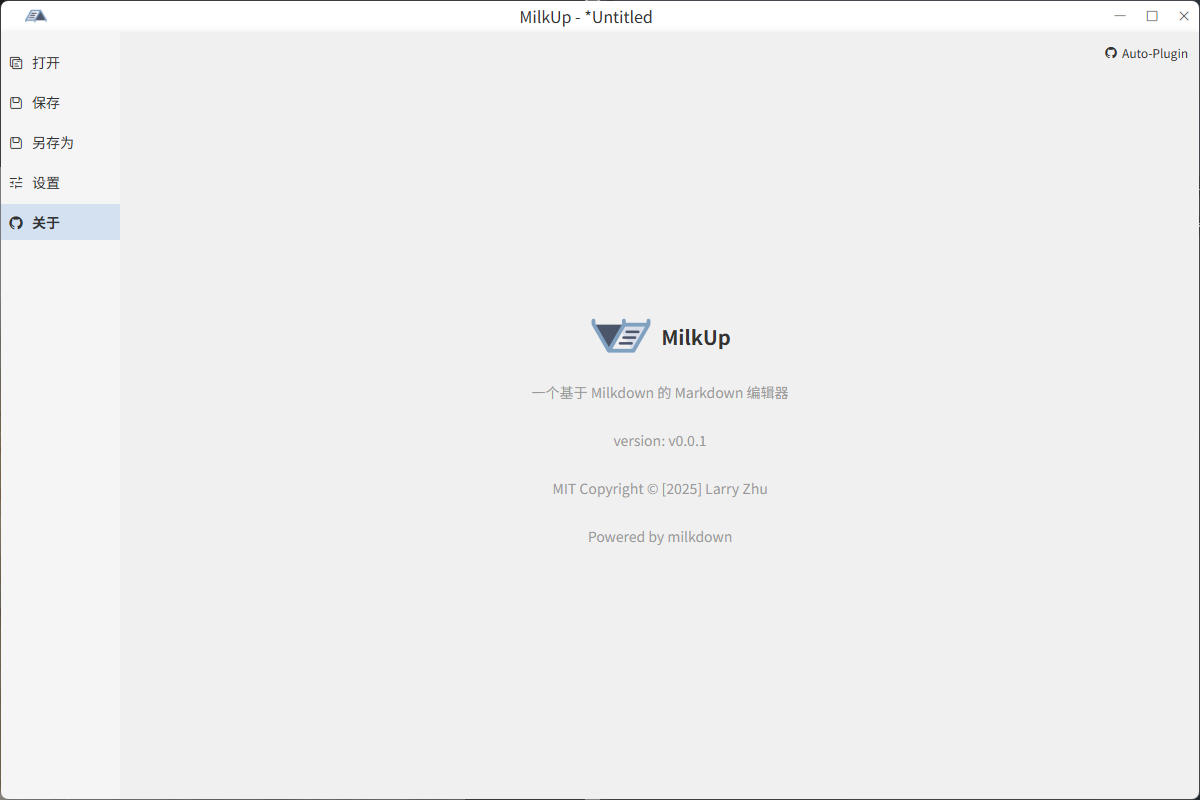 MilkUp - *Untitled
Auto-Plugin
打开
保存
另存为
设置
关于
MilkUp
一个基于 Milkdown 的 Markdown 编辑器
version: v0.0.1
MIT Copyright © [2025] Larry Zhu
Powered by milkdown